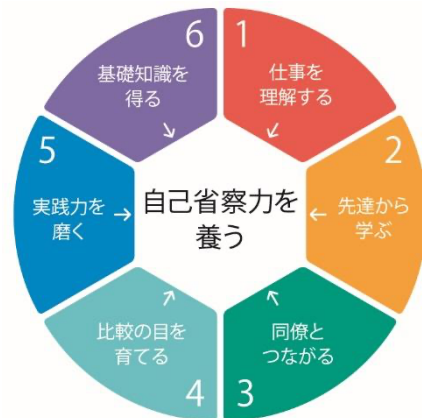 1
仕事を
理解する
2
先達から
学ぶ
3
同僚と
つながる
4
比較の目を
育てる
5
実践力を
磨く
6
基礎知識を
得る
自己省察力を
養う